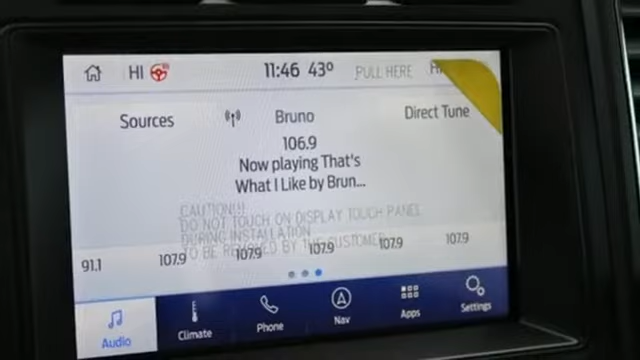 HI 11:46 43° PULL HERE
Sources Bruno Direct Tune
106.9
Now playing That's
What I Like by Brun...
CAUTION!!!
DO NOT TOUCH ON DISPLAY TOUCH PANEL
DURING INSTALLATION
TO BE REMOVED BY THE CUSTOMER
91.1 107.9 107.9 107.9 107.9 107.9
Audio Climate Phone Nav Apps Settings